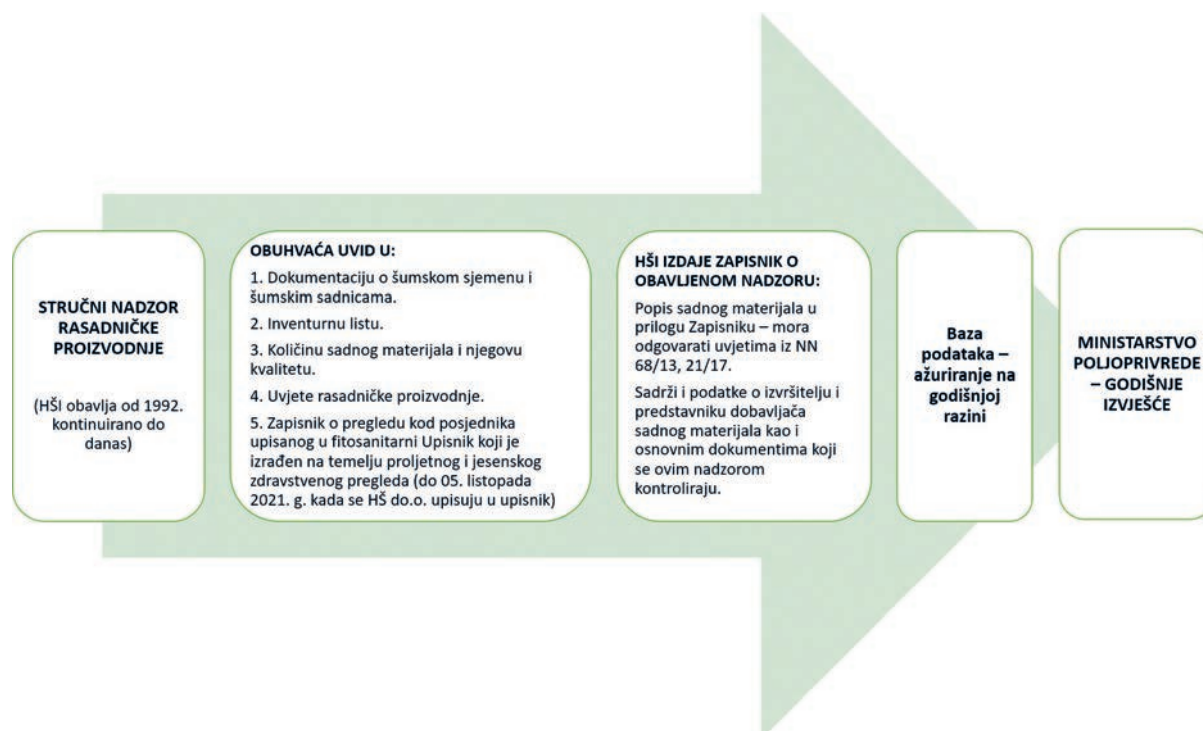 STRUČNI NADZOR
RASADNIČKE
PROIZVODNJE
(HŠI obavlja od 1992.
kontinuirano do
danas)
OBUHVAĆA UVID U:
1. Dokumentaciju o šumskom sjemenu i
šumskim sadnicama.
2. Inventurnu listu.
3. Količinu sadnog materijala i njegovu
kvalitetu.
4. Uvjete rasadničke proizvodnje.
5. Zapisnik o pregledu kod posjednika
upisanog u fitosanitarni Upisnik koji je
izrađen na temelju proljetnog i jesenskog
zdravstvenog pregleda (do 05. listopada
2021. g. kada se HŠ do.o. upisuju u upisnik)
HŠI IZDAJE ZAPISNIK O
OBAVLJENOM NADZORU:
Popis sadnog materijala u
prilogu Zapisniku – mora
odgovarati uvjetima iz NN
68/13, 21/17.
Sadrži i podatke o izvršitelju i
predstavniku dobavljača
sadnog materijala kao i
osnovnim dokumentima koji
se ovim nadzorom
kontroliraju.
Baza
podataka –
ažuriranje na
godišnjoj
razini
MINISTARSTVO
POLJOPRIVREDE
– GODIŠNJE
IZVJEŠĆE